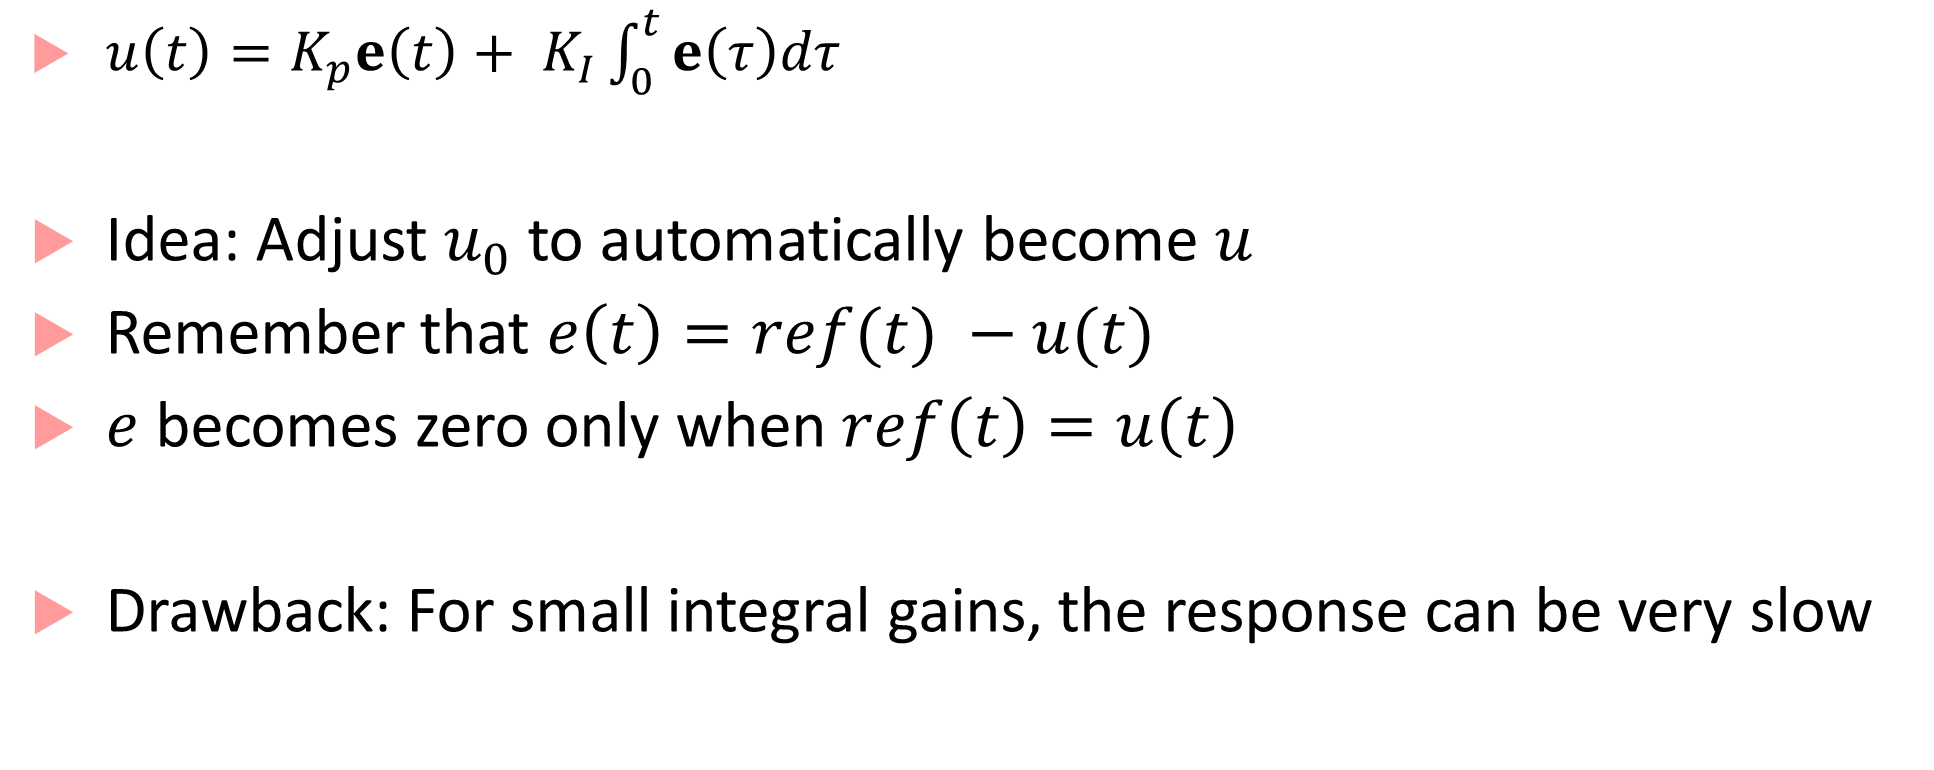 u(t) = K_p e(t) + K_I ∫_0^t e(τ)dτ
Idea: Adjust u_0 to automatically become u
Remember that e(t) = ref(t) − u(t)
e becomes zero only when ref(t) = u(t)
Drawback: For small integral gains, the response can be very slow